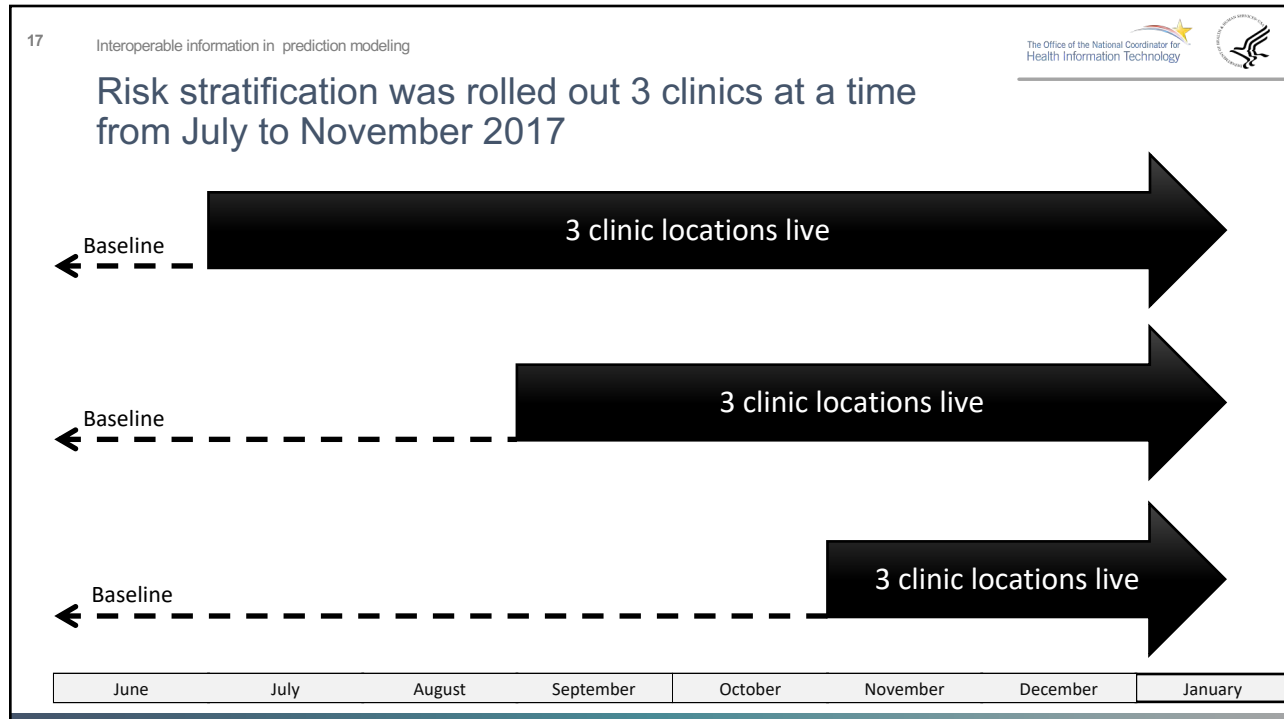 17
Interoperable information in prediction modeling
The Office of the National Coordinator for
Health Information Technology
Risk stratification was rolled out 3 clinics at a time
from July to November 2017
3 clinic locations live
Baseline
3 clinic locations live
Baseline
3 clinic locations live
Baseline
June July August September October November December January